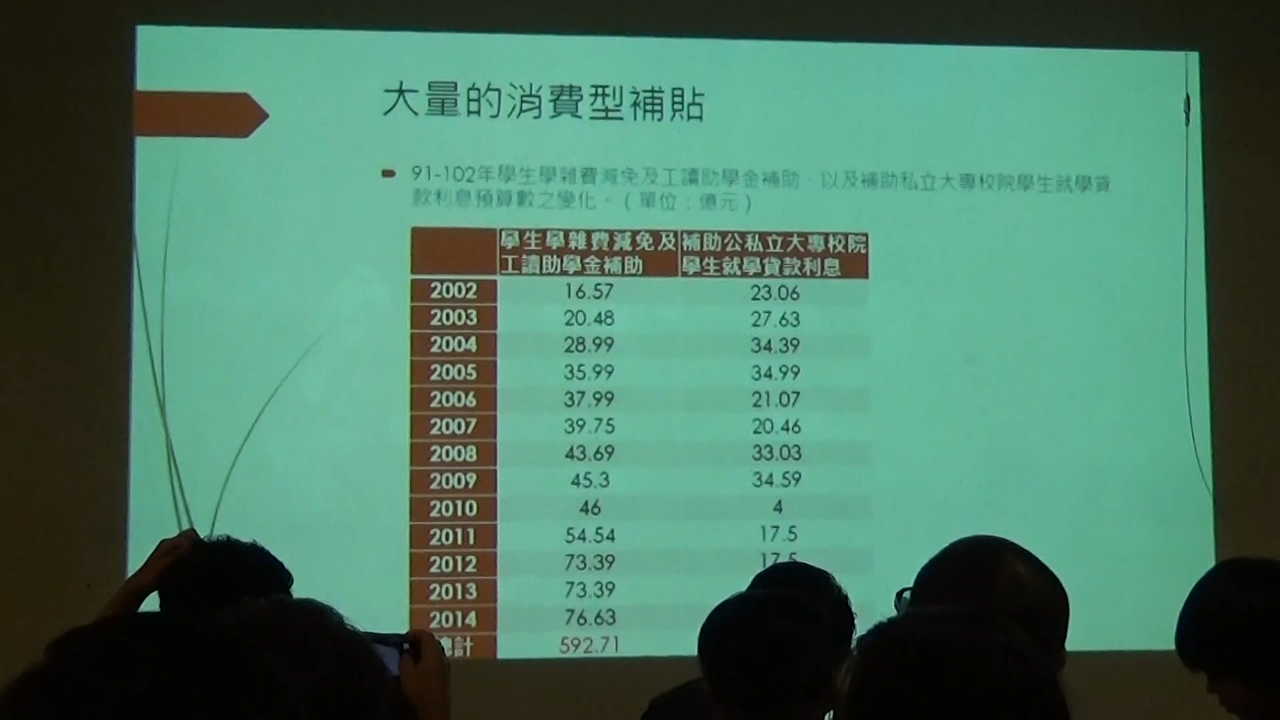 大量的消費型補貼
91-102年學生學雜費減免及工讀助學金補助，以及補助私立大專校院學生就學貸
款利息預算數之變化。（單位：億元）
學生學雜費減免及 補助公私立大專校院
工讀助學金補助 學生就學貸款利息
2002 16.57 23.06
2003 20.48 27.63
2004 28.99 34.39
2005 35.99 34.99
2006 37.99 21.07
2007 39.75 20.46
2008 43.69 33.03
2009 45.3 34.59
2010 46 4
2011 54.54 17.5
2012 73.39 17.5
2013 73.39
2014 76.63
總計 592.71